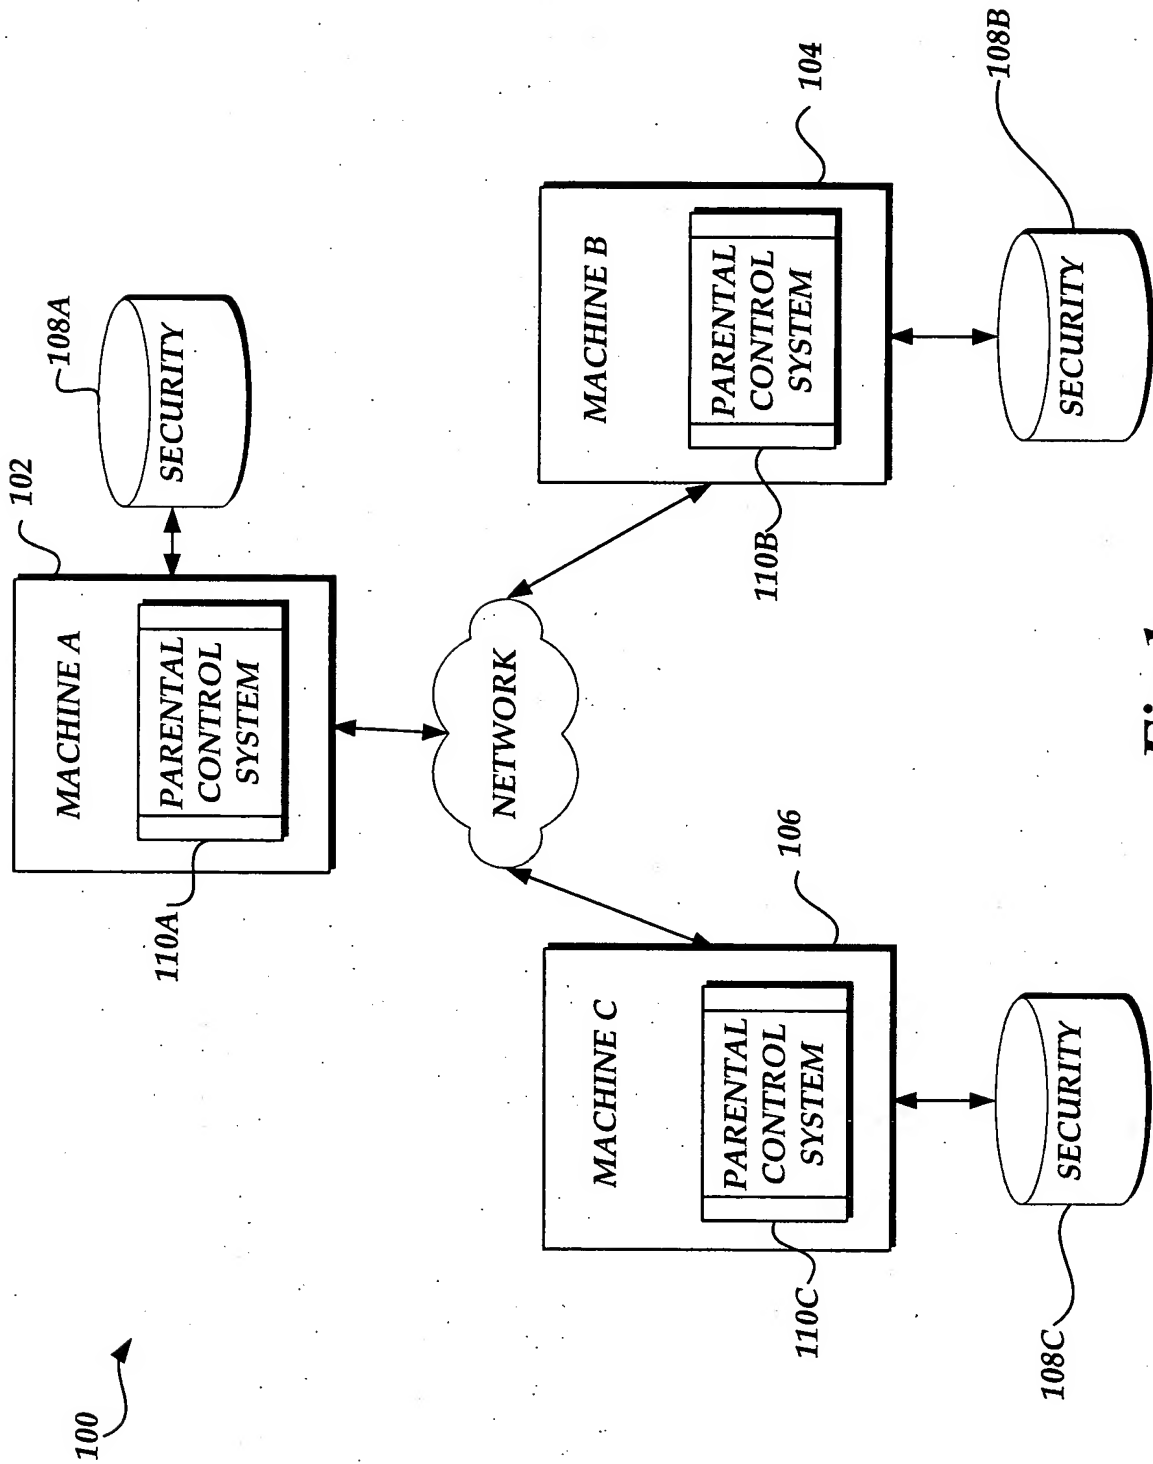 100
102
108A
MACHINE A
PARENTAL
CONTROL
SYSTEM
110A
SECURITY
NETWORK
MACHINE C
106
PARENTAL
CONTROL
SYSTEM
110C
SECURITY
108C
MACHINE B
104
PARENTAL
CONTROL
SYSTEM
110B
SECURITY
108B